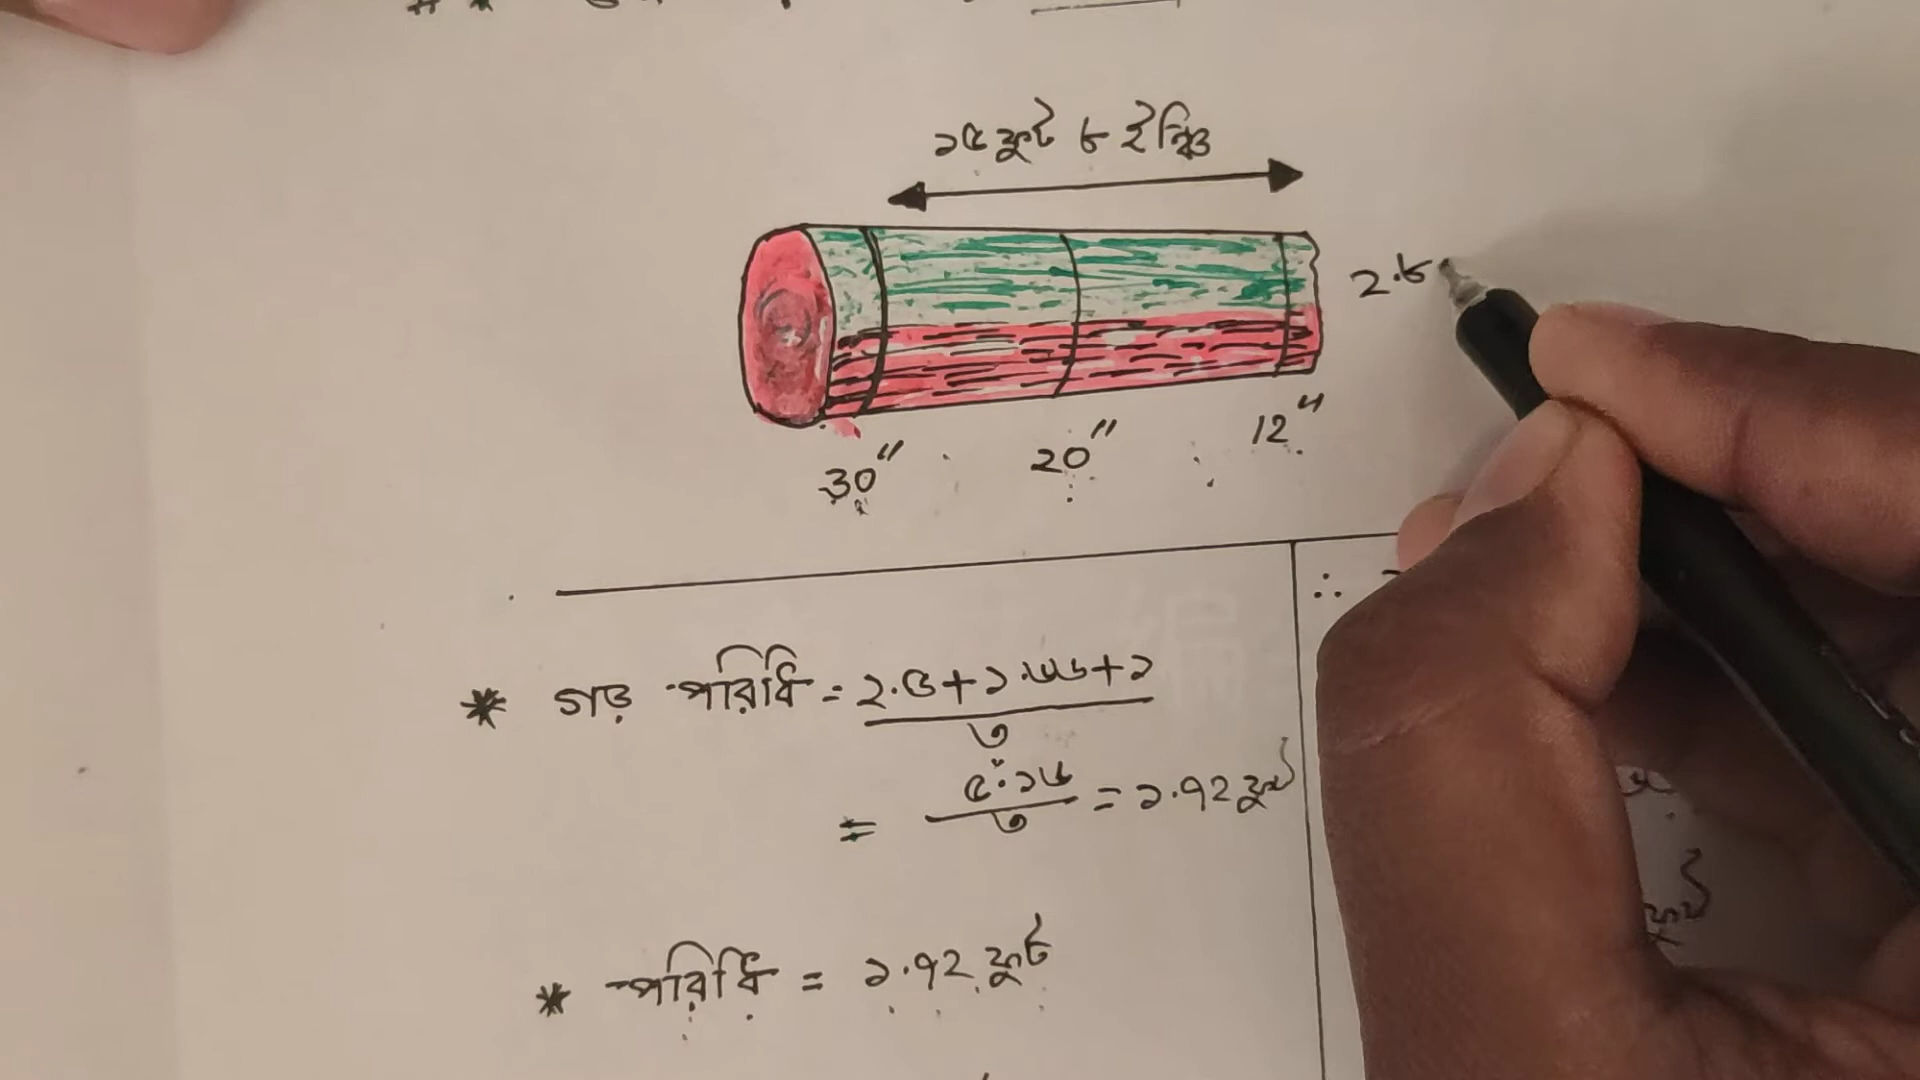 ১৫ ফুট ৮ ইঞ্চি
২.৮
30" 20" 12"
* গড় পরিধি = ২.৫+১.৬৬+১
৩
= ৫.১৬
৩
= ১.৭২ ফুট
* পরিধি = ১.৭২ ফুট